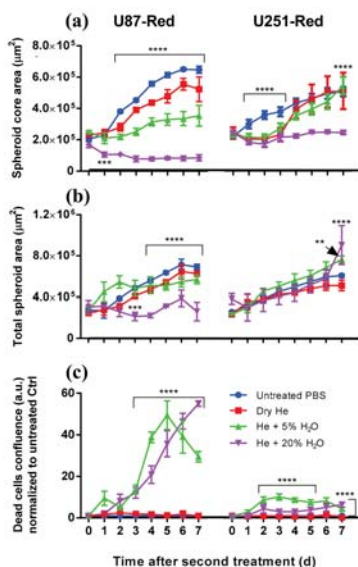 (a) U87-Red U251-Red
Spheroid core area (µm²)
8.0×10⁵
6.0×10⁵
4.0×10⁵
2.0×10⁵
0.0
****
***
****
****
(b)
Total spheroid area (µm²)
1.2×10⁶
8.0×10⁵
4.0×10⁵
0.0
****
***
****
**
(c)
Dead cells confluence (a.u.)
normalized to untreated Ctrl
60
40
20
0
****
Untreated PBS
Dry He
He + 5% H₂O
He + 20% H₂O
****
****
0 1 2 3 4 5 6 7 0 1 2 3 4 5 6 7
Time after second treatment (d)